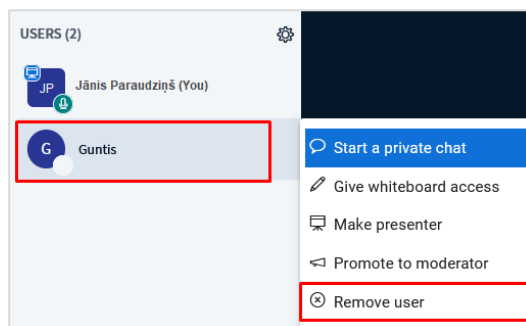 USERS (2)
JP
Jānis Paraudziņš (You)
G
Guntis
Start a private chat
Give whiteboard access
Make presenter
Promote to moderator
Remove user